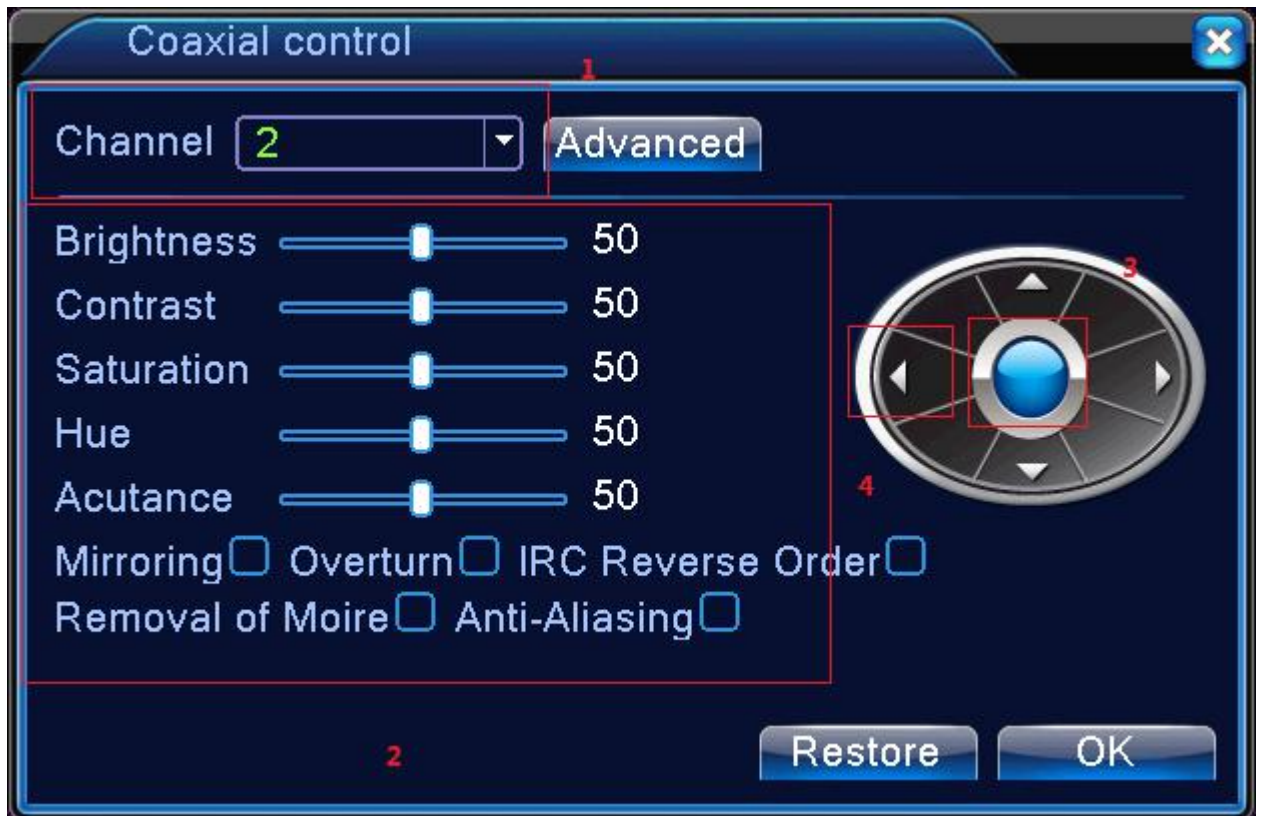 Coaxial control
1
Channel 2 Advanced
Brightness 50
3
Contrast 50
Saturation 50
Hue 50
4
Acutance 50
Mirroring Overturn IRC Reverse Order
Removal of Moire Anti-Aliasing
2
Restore OK